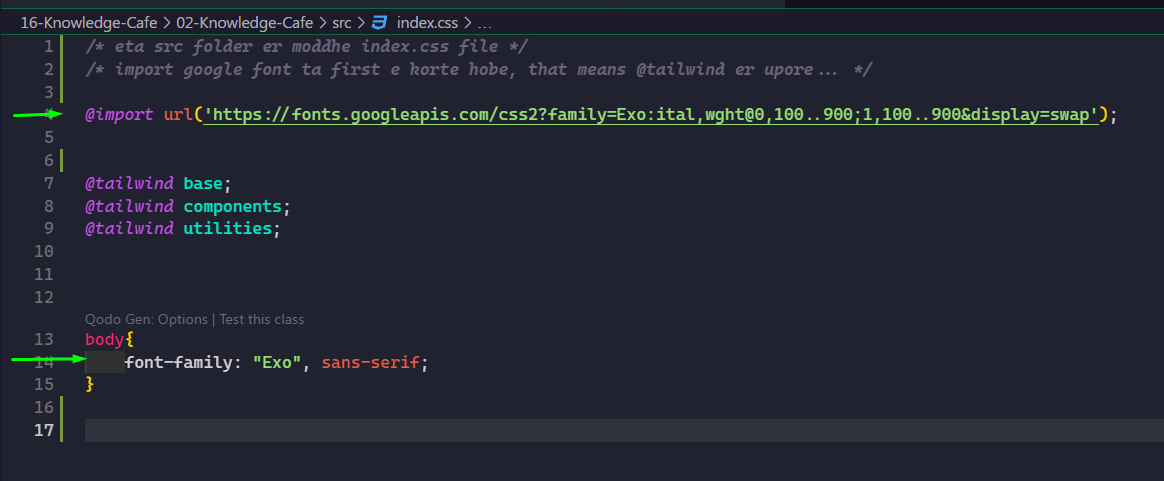 16-Knowledge-Cafe > 02-Knowledge-Cafe > src > index.css > ...
1 /* eta src folder er moddhe index.css file */
2 /* import google font ta first e korte hobe, that means @tailwind er upore... */
3
@import url('https://fonts.googleapis.com/css2?family=Exo:ital,wght@0,100..900;1,100..900&display=swap');
5
6
7 @tailwind base;
8 @tailwind components;
9 @tailwind utilities;
10
11
12
Qodo Gen: Options | Test this class
13 body{
14 font-family: "Exo", sans-serif;
15 }
16
17